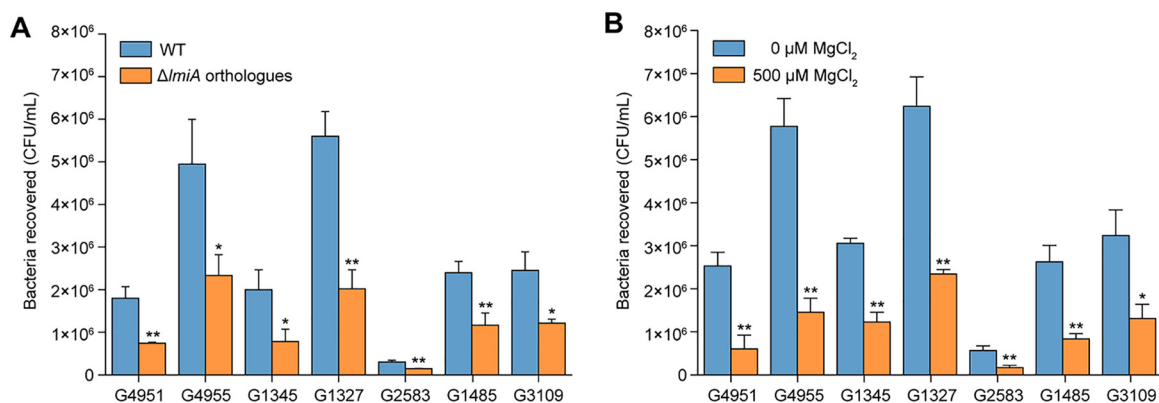 A
Bacteria recovered (CFU/mL)
8×10⁶
7×10⁶
6×10⁶
5×10⁶
4×10⁶
3×10⁶
2×10⁶
1×10⁶
0
WT
ΔlmiA orthologues
** * * ** ** ** *
G4951 G4955 G1345 G1327 G2583 G1485 G3109
B
Bacteria recovered (CFU/mL)
8×10⁶
7×10⁶
6×10⁶
5×10⁶
4×10⁶
3×10⁶
2×10⁶
1×10⁶
0
0 µM MgCl₂
500 µM MgCl₂
** ** ** ** ** ** *
G4951 G4955 G1345 G1327 G2583 G1485 G3109